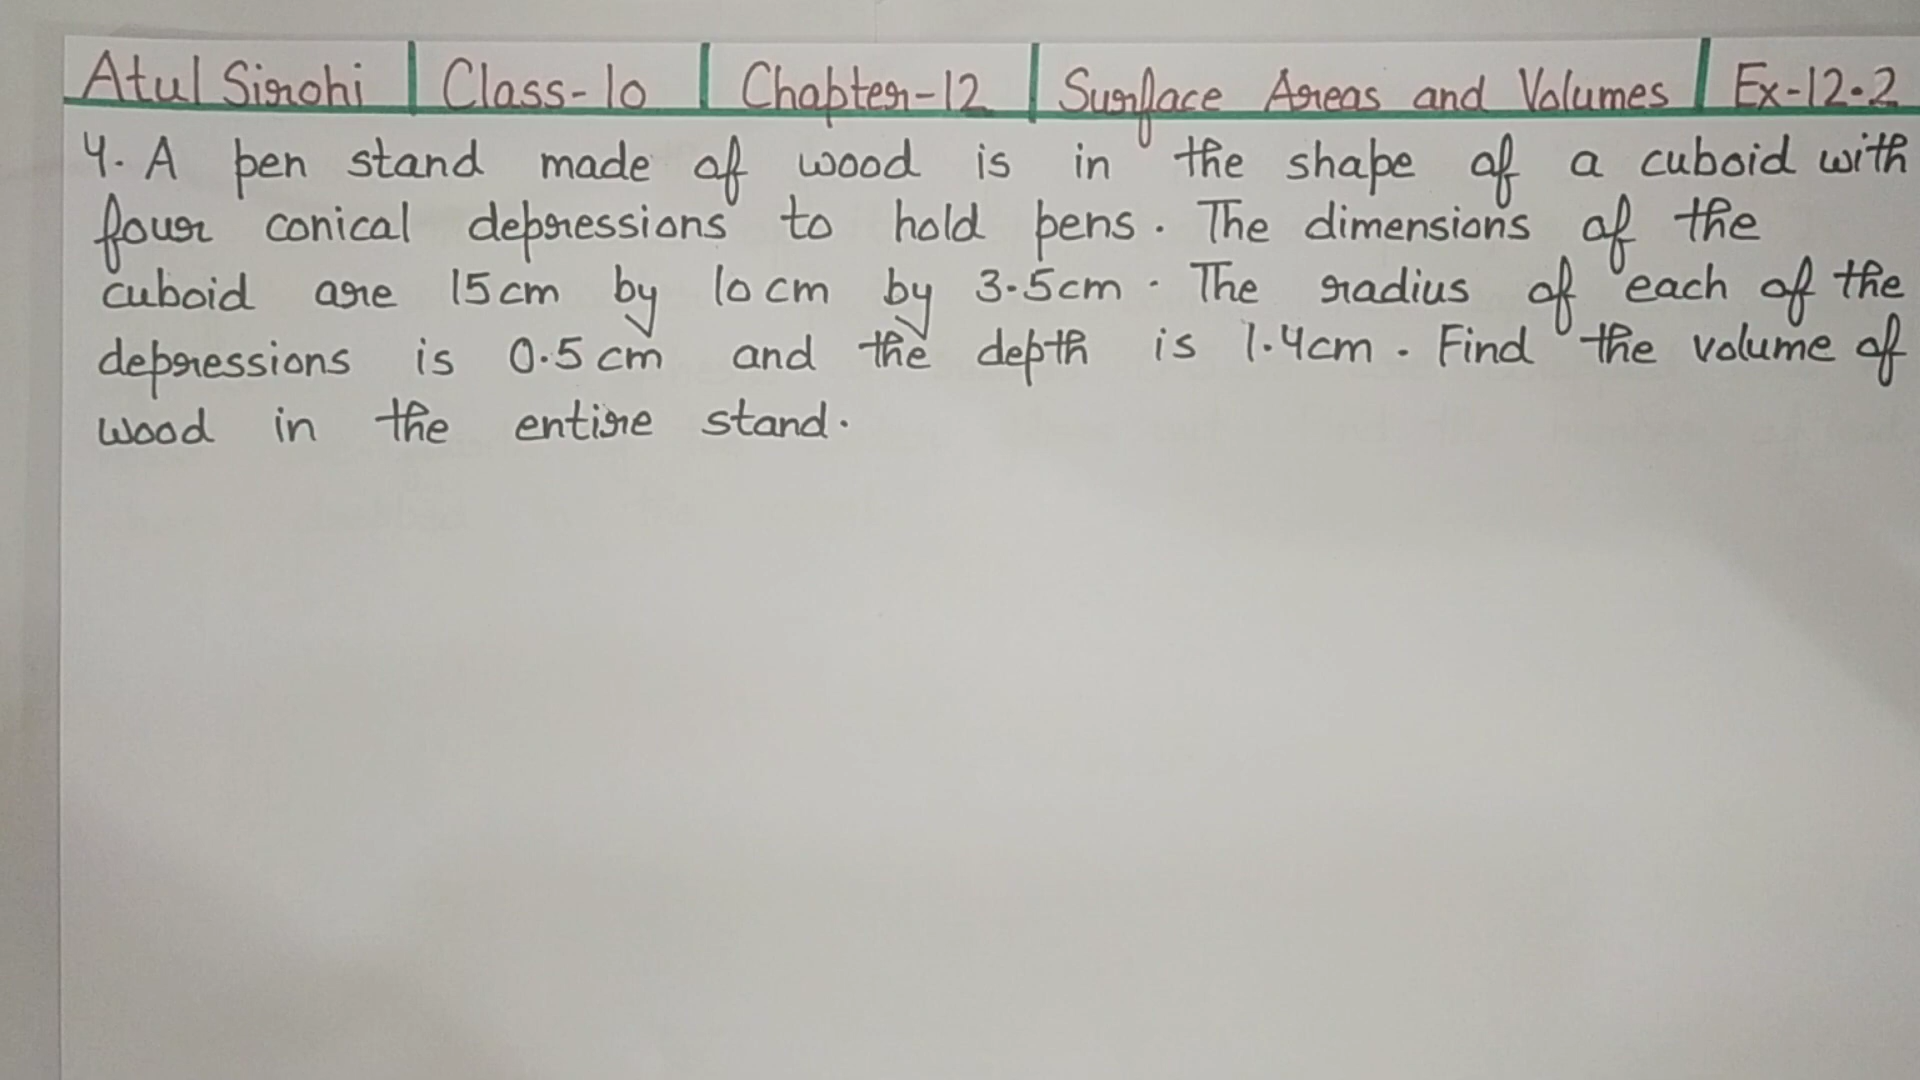 Atul Sirohi | Class-10 | Chapter-12 | Surface Areas and Volumes | Ex-12.2
4. A pen stand made of wood is in the shape of a cuboid with
four conical depressions to hold pens. The dimensions of the
cuboid are 15cm by 10cm by 3.5cm. The radius of each of the
depressions is 0.5cm and the depth is 1.4cm. Find the volume of
wood in the entire stand.